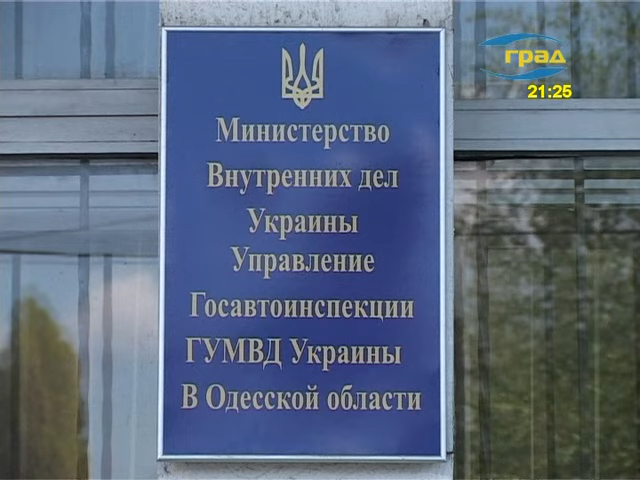 град
21:25
Министерство
Внутренних дел
Украины
Управление
Госавтоинспекции
ГУМВД Украины
В Одесской области